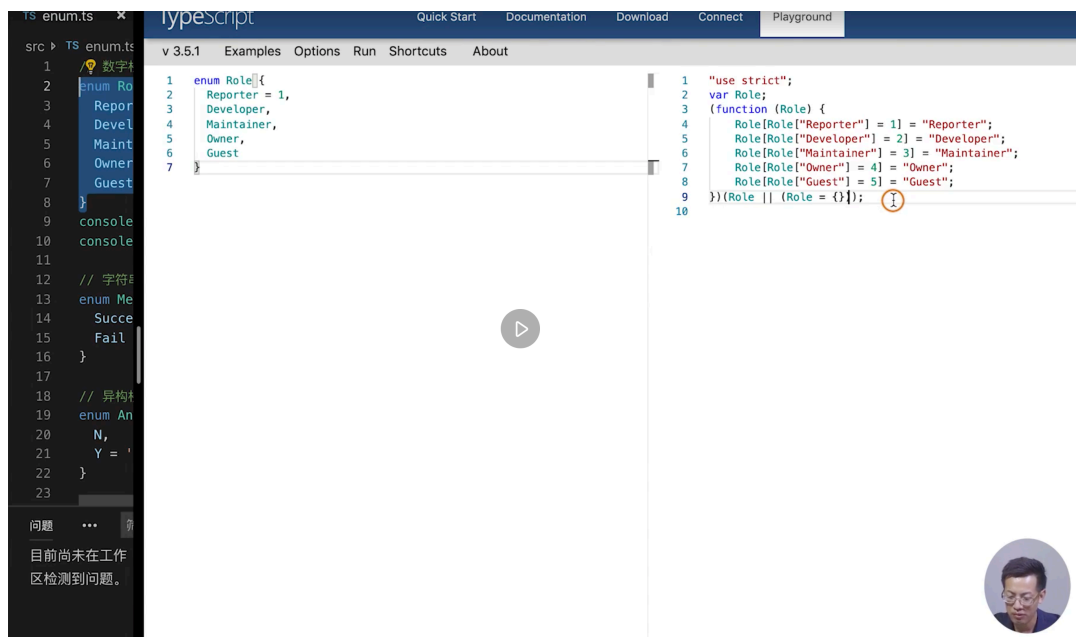 TS enum.ts ×
TypeScript
Quick Start Documentation Download Connect Playground
src TS enum.ts
v 3.5.1 Examples Options Run Shortcuts About
1 // 数字
2 enum Ro
3 Repor
4 Devel
5 Maint
6 Owner
7 Guest
8 }
9 console
10 console
11
12 // 字符串
13 enum Me
14 Succe
15 Fail
16 }
17
18 // 异构
19 enum An
20 N,
21 Y = '
22 }
23
问题 •••
目前尚未在工作
区检测到问题。
1 enum Role {
2 Reporter = 1,
3 Developer,
4 Maintainer,
5 Owner,
6 Guest
7 }
1 "use strict";
2 var Role;
3 (function (Role) {
4 Role[Role["Reporter"] = 1] = "Reporter";
5 Role[Role["Developer"] = 2] = "Developer";
6 Role[Role["Maintainer"] = 3] = "Maintainer";
7 Role[Role["Owner"] = 4] = "Owner";
8 Role[Role["Guest"] = 5] = "Guest";
9 })(Role || (Role = {}));
10